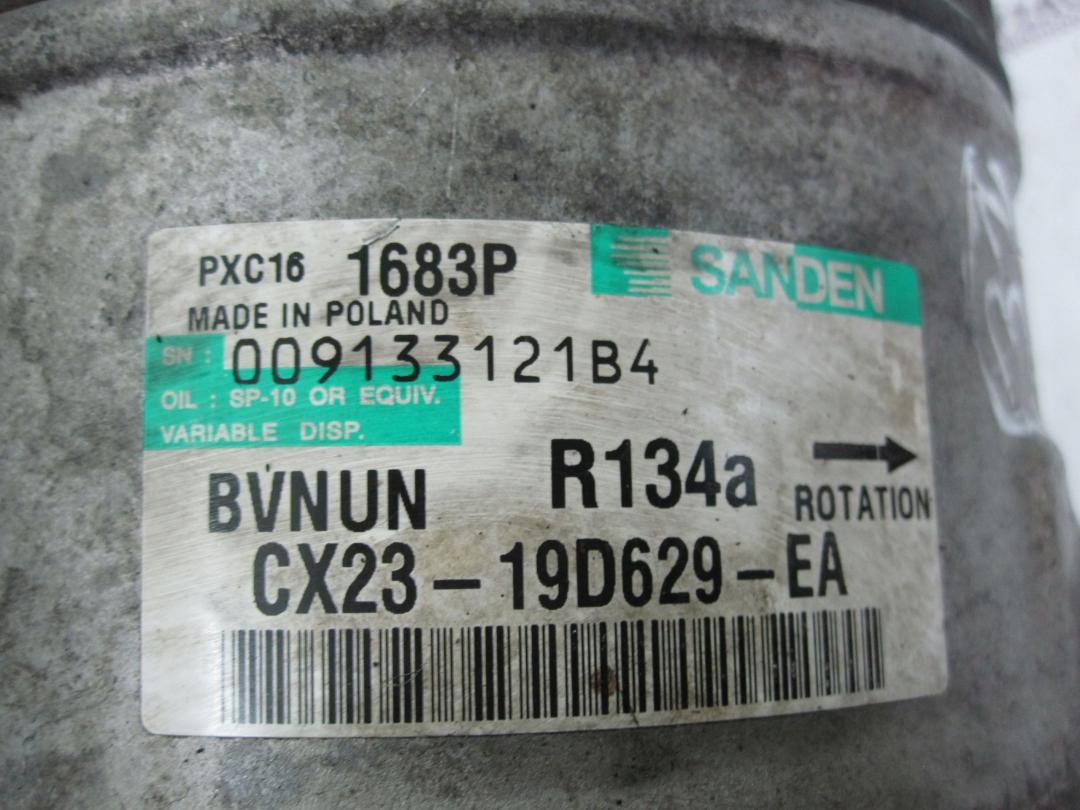 PXC16 1683P SANDEN
MADE IN POLAND
SN : 009133121B4
OIL : SP-10 OR EQUIV.
VARIABLE DISP.
BVNUN R134a
ROTATION
CX23-19D629-EA